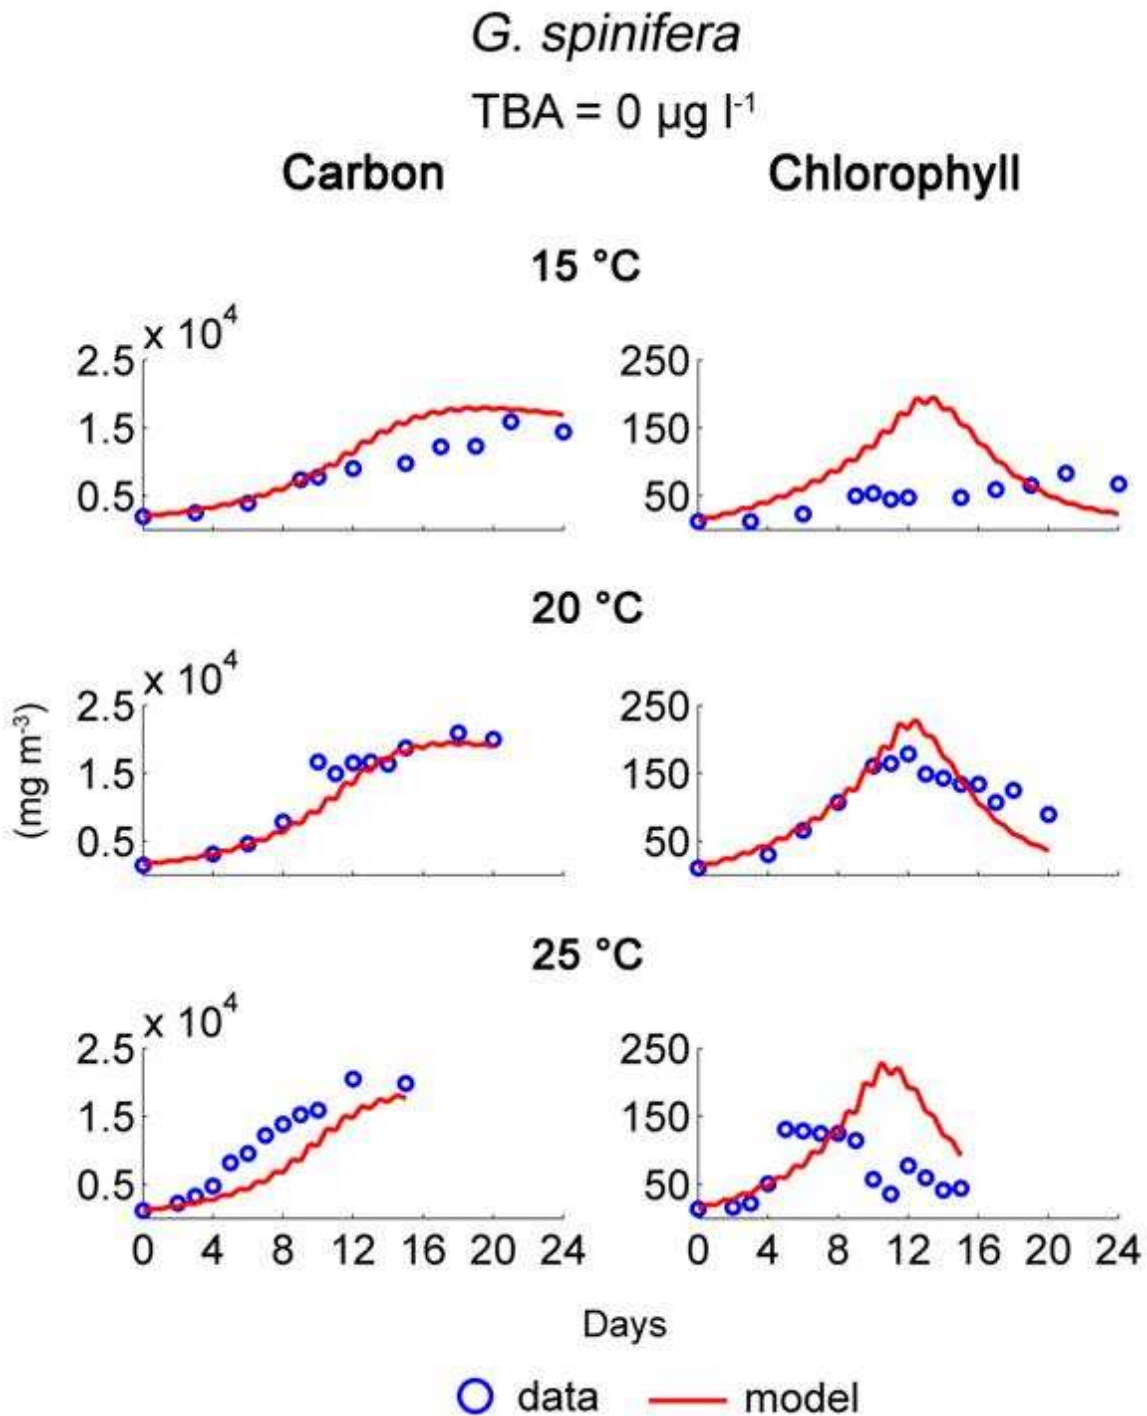 G. spinifera
TBA = 0 µg l-1
Carbon Chlorophyll
15 °C
x 10^4
2.5 250
1.5 150
0.5 50
20 °C
x 10^4
2.5 250
1.5 150
0.5 50
(mg m-3)
25 °C
x 10^4
2.5 250
1.5 150
0.5 50
0 4 8 12 16 20 24 0 4 8 12 16 20 24
Days
data model